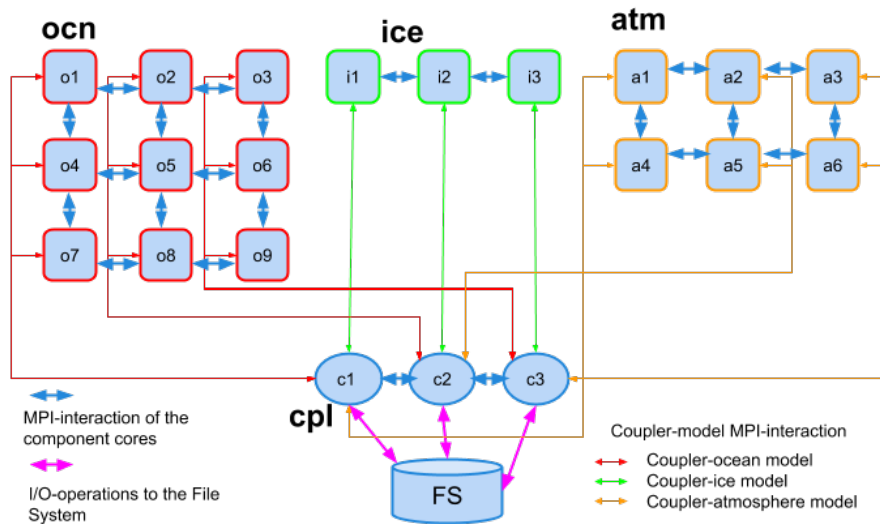 ocn
ice
atm
o1
o2
o3
i1
i2
i3
a1
a2
a3
o4
o5
o6
a4
a5
a6
o7
o8
o9
c1
c2
c3
cpl
MPI-interaction of the
component cores
I/O-operations to the File
System
FS
Coupler-model MPI-interaction
Coupler-ocean model
Coupler-ice model
Coupler-atmosphere model